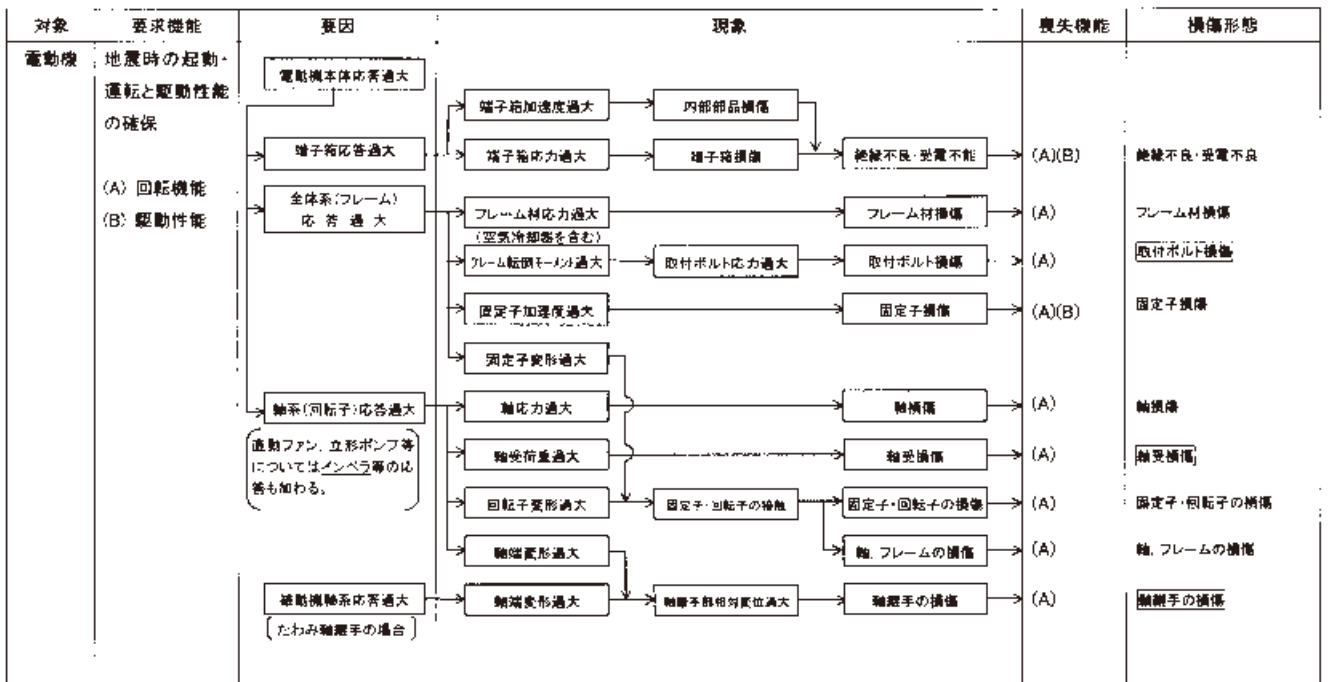 対象 要求機能 要因 現象 喪失機能 損傷形態
電動機
地震時の起動・
運転と駆動性能
の確保
(A) 回転機能
(B) 駆動性能
電動機本体応答過大
端子箱応答過大
全体系(フレーム)
応答過大
軸系(回転子)応答過大
直動ファン、立形ポンプ等
についてはインペラ等の応
答も加わる。
被動機軸系応答過大
たわみ軸継手の場合
端子箱加速度過大 内部部品損傷
端子箱応力過大 端子箱損傷 絶縁不良・受電不能 (A)(B) 絶縁不良・受電不良
フレーム材応力過大 フレーム材損傷 (A) フレーム材損傷
(空気冷却器を含む)
フレーム転倒モーメント過大 取付ボルト応力過大 取付ボルト損傷 (A) 取付ボルト損傷
固定子加速度過大 固定子損傷 (A)(B) 固定子損傷
固定子変形過大
軸応力過大 軸損傷 (A) 軸損傷
軸受荷重過大 軸受損傷 (A) 軸受損傷
回転子変形過大 固定子・回転子の接触 固定子・回転子の損傷 (A) 固定子・回転子の損傷
軸端変形過大 軸、フレームの損傷 (A) 軸、フレームの損傷
軸端変形過大 軸継手部相対変位過大 軸継手の損傷 (A) 軸継手の損傷